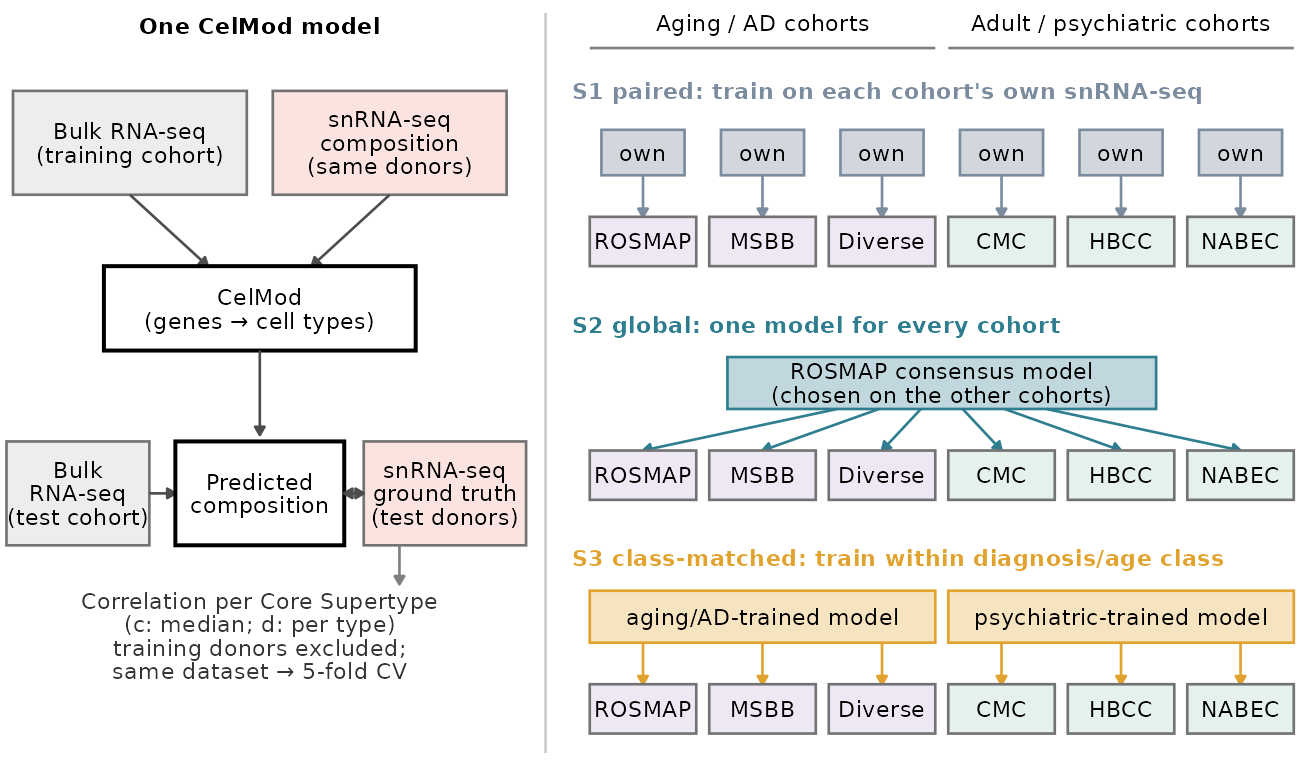 One CelMod model
Bulk RNA-seq
(training cohort)
snRNA-seq
composition
(same donors)
CelMod
(genes → cell types)
Bulk
RNA-seq
(test cohort)
Predicted
composition
snRNA-seq
ground truth
(test donors)
Correlation per Core Supertype
(c: median; d: per type)
training donors excluded;
same dataset → 5-fold CV
Aging / AD cohorts
Adult / psychiatric cohorts
S1 paired: train on each cohort's own snRNA-seq
own own own own own own
ROSMAP MSBB Diverse CMC HBCC NABEC
S2 global: one model for every cohort
ROSMAP consensus model
(chosen on the other cohorts)
ROSMAP MSBB Diverse CMC HBCC NABEC
S3 class-matched: train within diagnosis/age class
aging/AD-trained model psychiatric-trained model
ROSMAP MSBB Diverse CMC HBCC NABEC